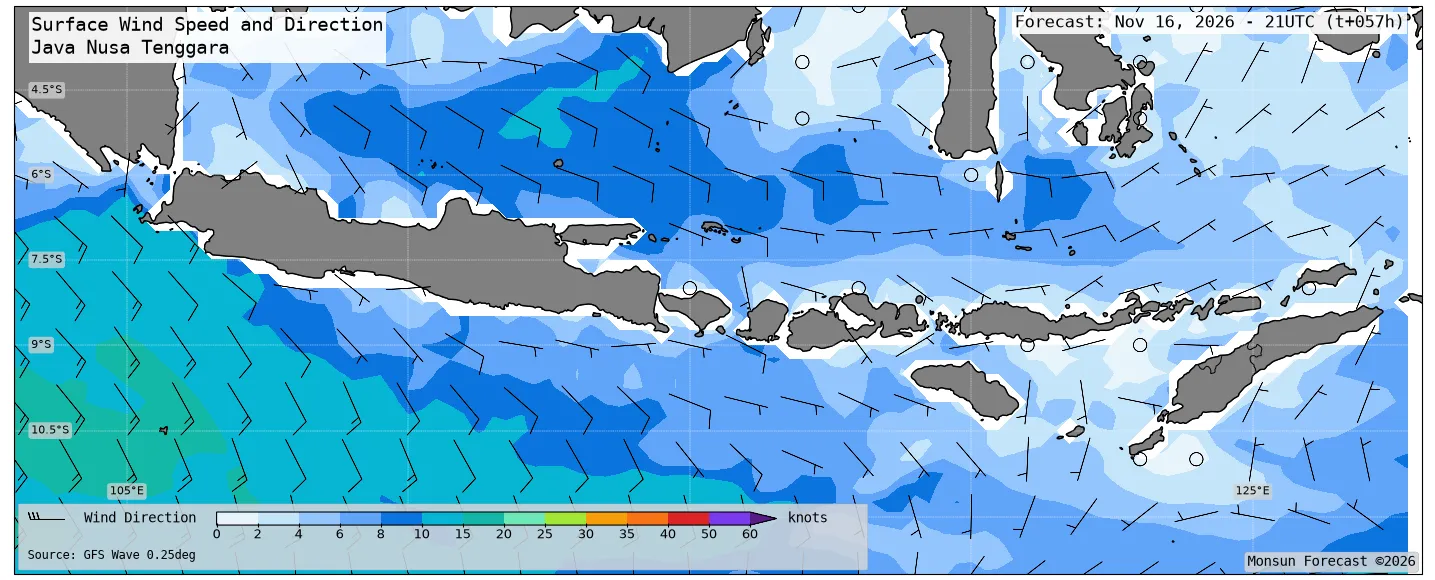 Surface Wind Speed and Direction
Java Nusa Tenggara
Forecast: Nov 16, 2026 - 21UTC (t+057h)
4.5°S
6°S
7.5°S
9°S
10.5°S
105°E
125°E
Wind Direction
0 2 4 6 8 10 15 20 25 30 35 40 50 60
knots
Source: GFS Wave 0.25deg
Monsun Forecast ©2026